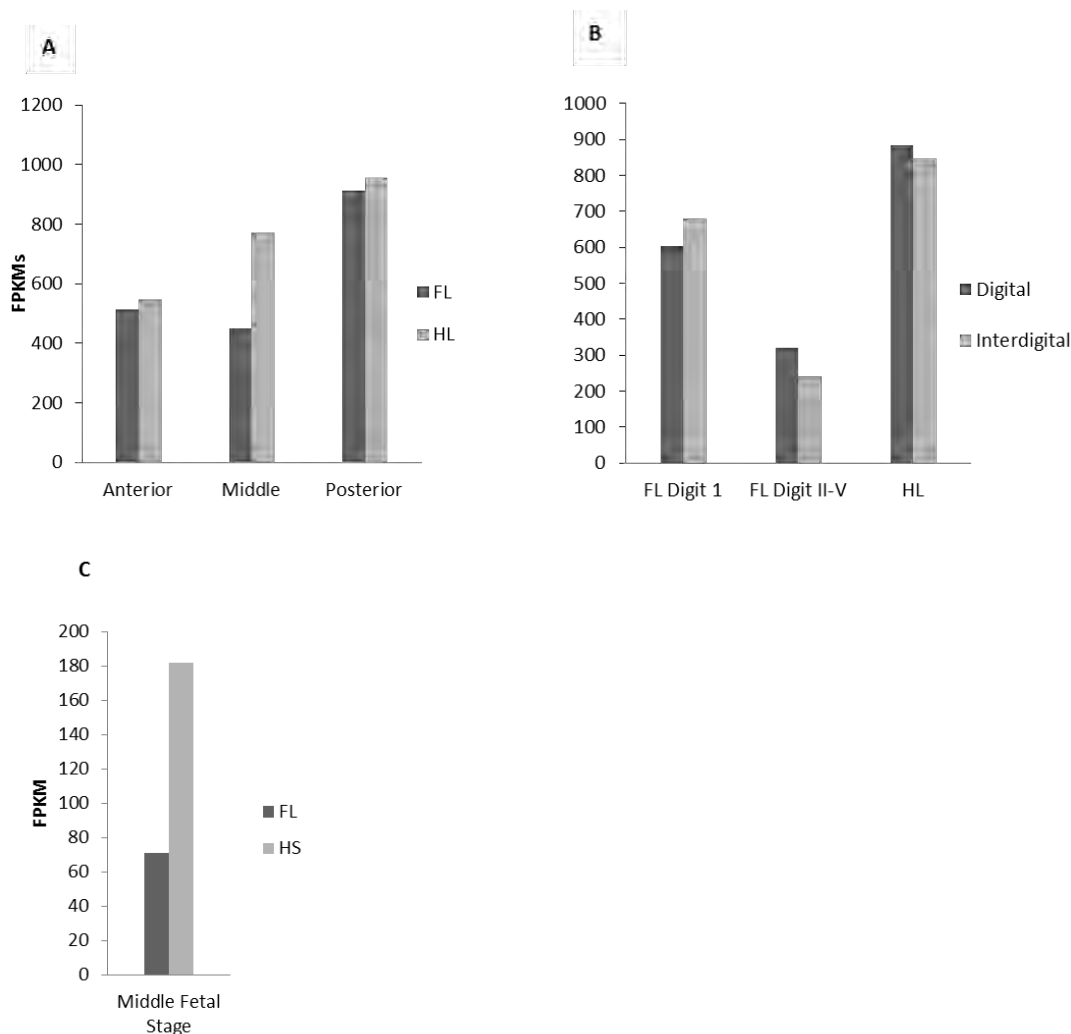 A
1200
1000
800
600
400
200
0
FPKMs
Anterior Middle Posterior
FL
HL
B
1000
900
800
700
600
500
400
300
200
100
0
FL Digit 1 FL Digit II-V HL
Digital
Interdigital
C
200
180
160
140
120
100
80
60
40
20
0
FPKM
Middle Fetal
Stage
FL
HS